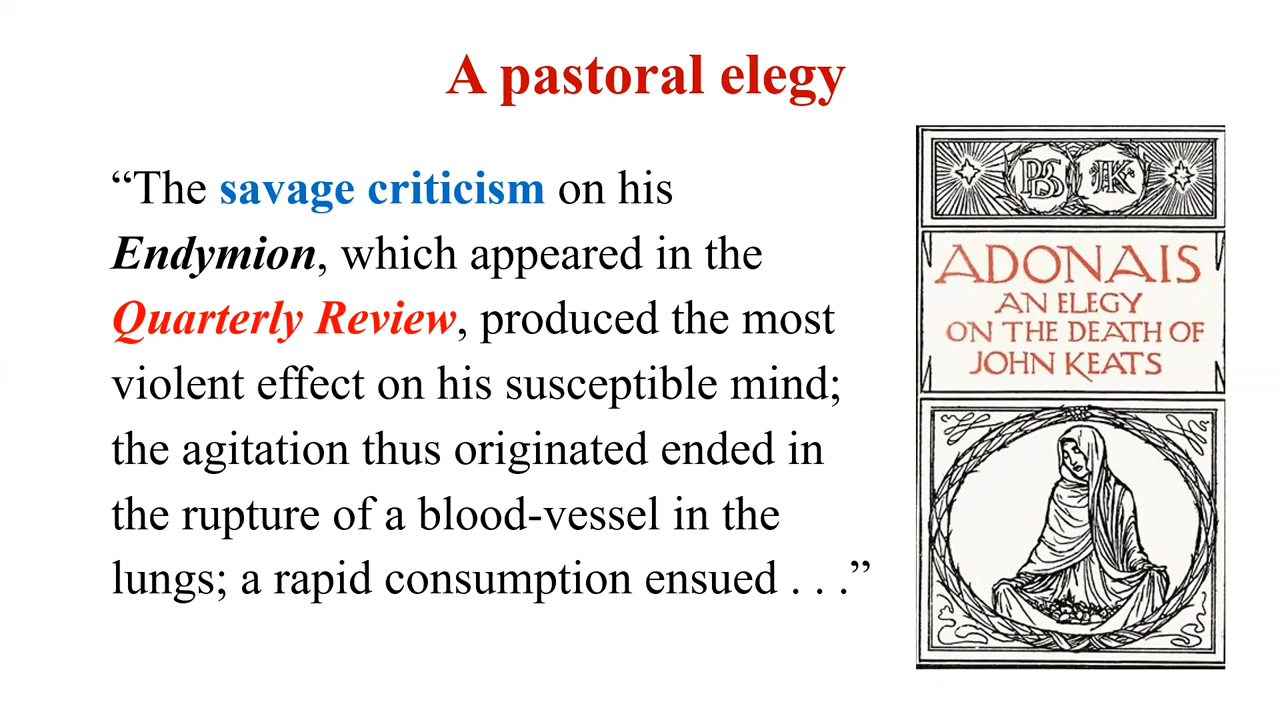 A pastoral elegy
“The savage criticism on his
Endymion, which appeared in the
Quarterly Review, produced the most
violent effect on his susceptible mind;
the agitation thus originated ended in
the rupture of a blood-vessel in the
lungs; a rapid consumption ensued . . .”
PBS JK
ADONAIS
AN ELEGY
ON THE DEATH OF
JOHN KEATS